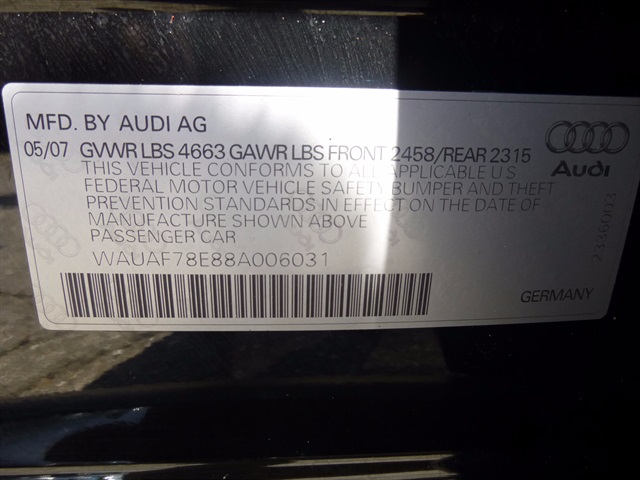 MFD. BY AUDI AG
05/07 GVWR LBS 4663 GAWR LBS FRONT 2458/REAR 2315
THIS VEHICLE CONFORMS TO ALL APPLICABLE U S
FEDERAL MOTOR VEHICLE SAFETY BUMPER AND THEFT
PREVENTION STANDARDS IN EFFECT ON THE DATE OF
MANUFACTURE SHOWN ABOVE
PASSENGER CAR
WAUAF78E88A006031
Audi
2336003
GERMANY